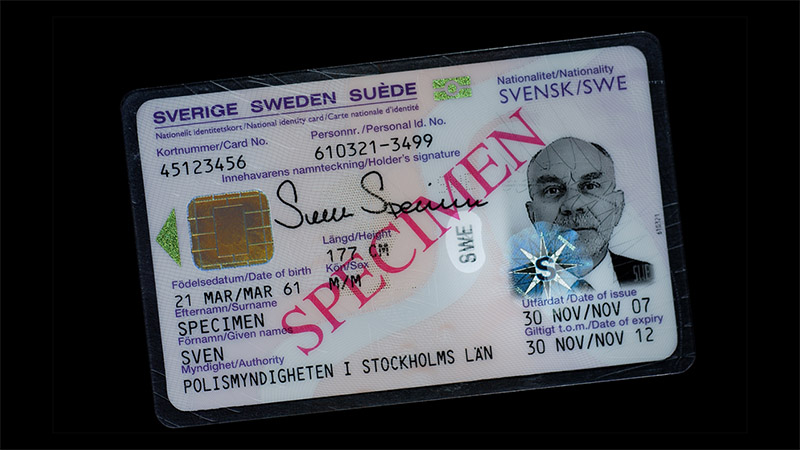 SVERIGE SWEDEN SUÈDE
Nationellt identitetskort/National identity card/Carte nationale d'identité
Nationalitet/Nationality
SVENSK/SWE
Kortnummer/Card No.
45123456
Personnr./Personal Id. No.
610321-3499
Innehavarens namnteckning/Holder's signature
Sven Specimen
SPECIMEN
Längd/Height
177 CM
Kön/Sex
M/M
SWE
610321
S
SWE
Födelsedatum/Date of birth
21 MAR/MAR 61
Efternamn/Surname
SPECIMEN
Förnamn/Given names
SVEN
Myndighet/Authority
POLISMYNDIGHETEN I STOCKHOLMS LÄN
Utfärdat/Date of issue
30 NOV/NOV 07
Giltigt t.o.m./Date of expiry
30 NOV/NOV 12